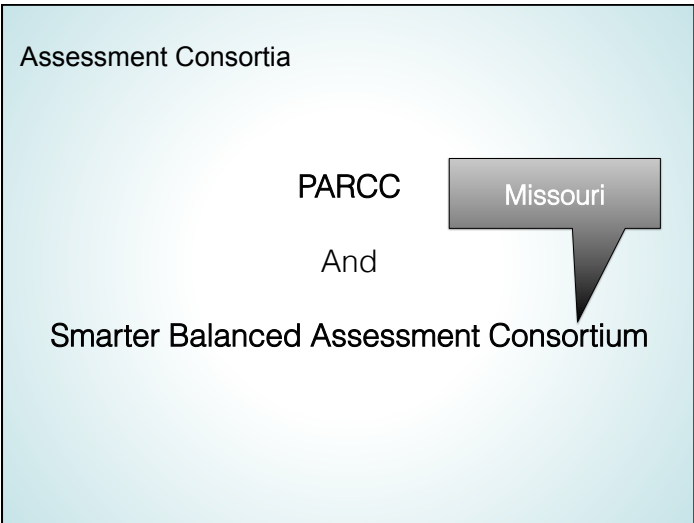 Assessment Consortia
PARCC
Missouri
And
Smarter Balanced Assessment Consortium